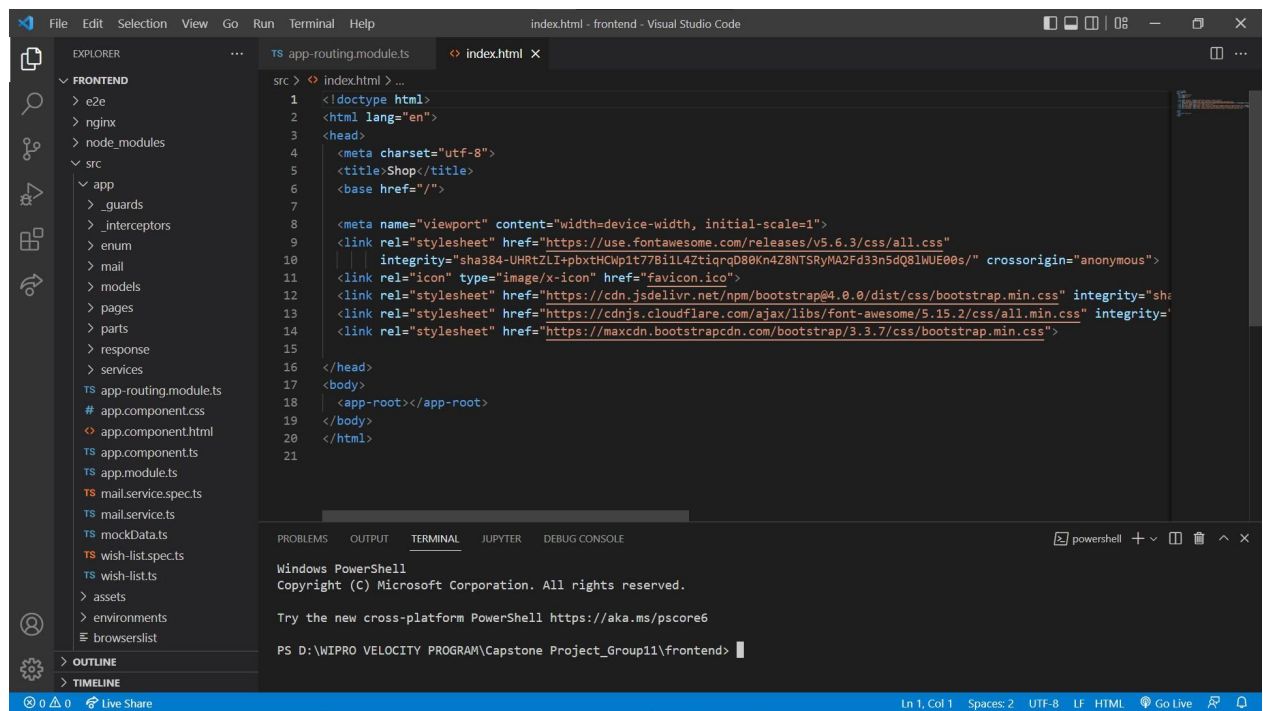 File Edit Selection View Go Run Terminal Help index.html - frontend - Visual Studio Code
EXPLORER
FRONTEND
e2e
nginx
node_modules
src
app
_guards
_interceptors
enum
mail
models
pages
parts
response
services
TS app-routing.module.ts
# app.component.css
<> app.component.html
TS app.component.ts
TS app.module.ts
TS mail.service.spec.ts
TS mail.service.ts
TS mockData.ts
TS wish-list.spec.ts
TS wish-list.ts
assets
environments
browserslist
OUTLINE
TIMELINE
TS app-routing.module.ts <> index.html
src > <> index.html > ...
1 <!doctype html>
2 <html lang="en">
3 <head>
4 <meta charset="utf-8">
5 <title>Shop</title>
6 <base href="/">
7
8 <meta name="viewport" content="width=device-width, initial-scale=1">
9 <link rel="stylesheet" href="https://use.fontawesome.com/releases/v5.6.3/css/all.css"
10 integrity="sha384-UHRtZLI+pbxtHCWp1t77Bi1L4ZtiqrqD80Kn4Z8NTSRyMA2Fd33n5dQ8lWUE00s/" crossorigin="anonymous">
11 <link rel="icon" type="image/x-icon" href="favicon.ico">
12 <link rel="stylesheet" href="https://cdn.jsdelivr.net/npm/bootstrap@4.0.0/dist/css/bootstrap.min.css" integrity="sha
13 <link rel="stylesheet" href="https://cdnjs.cloudflare.com/ajax/libs/font-awesome/5.15.2/css/all.min.css" integrity="
14 <link rel="stylesheet" href="https://maxcdn.bootstrapcdn.com/bootstrap/3.3.7/css/bootstrap.min.css">
15
16 </head>
17 <body>
18 <app-root></app-root>
19 </body>
20 </html>
21
PROBLEMS OUTPUT TERMINAL JUPYTER DEBUG CONSOLE powershell
Windows PowerShell
Copyright (C) Microsoft Corporation. All rights reserved.
Try the new cross-platform PowerShell https://aka.ms/pscore6
PS D:\WIPRO VELOCITY PROGRAM\Capstone Project_Group11\frontend>
0 0 Live Share Ln 1, Col 1 Spaces: 2 UTF-8 LF HTML Go Live